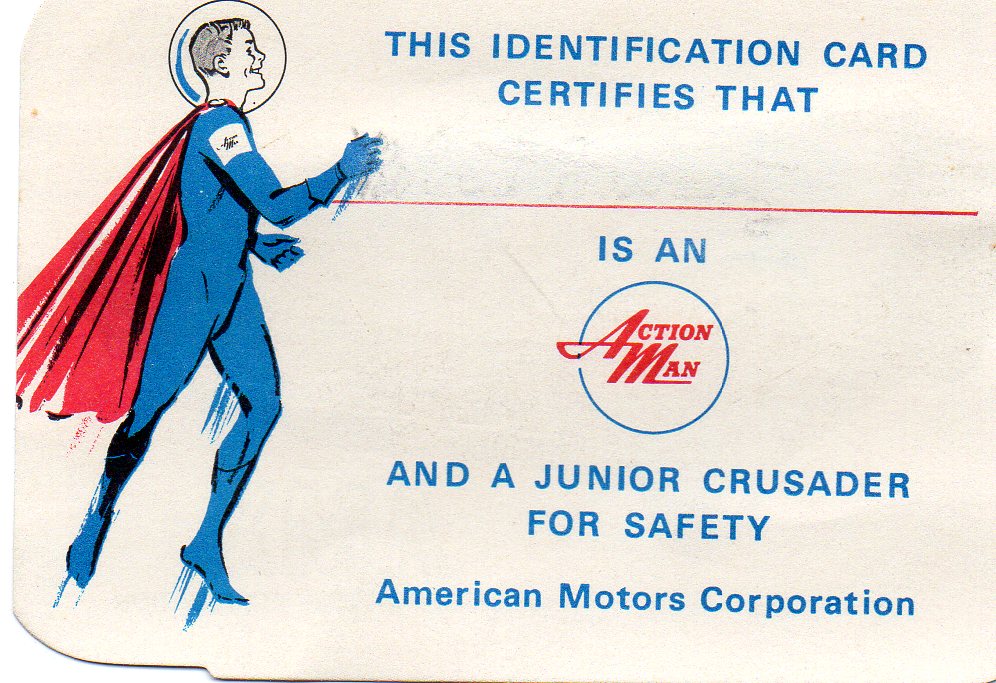 THIS IDENTIFICATION CARD
CERTIFIES THAT
IS AN
ACTION
MAN
AND A JUNIOR CRUSADER
FOR SAFETY
American Motors Corporation